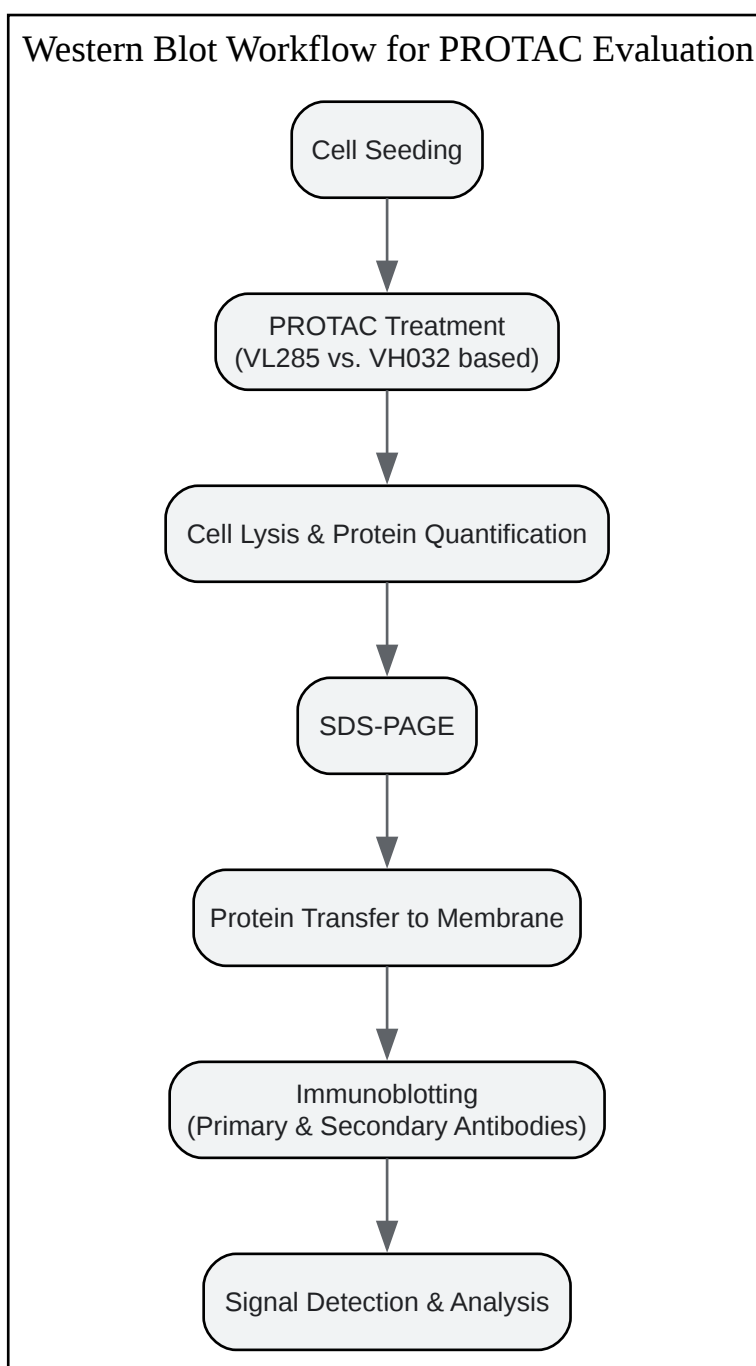 Western Blot Workflow for PROTAC Evaluation
Cell Seeding
PROTAC Treatment
(VL285 vs. VH032 based)
Cell Lysis & Protein Quantification
SDS-PAGE
Protein Transfer to Membrane
Immunoblotting
(Primary & Secondary Antibodies)
Signal Detection & Analysis